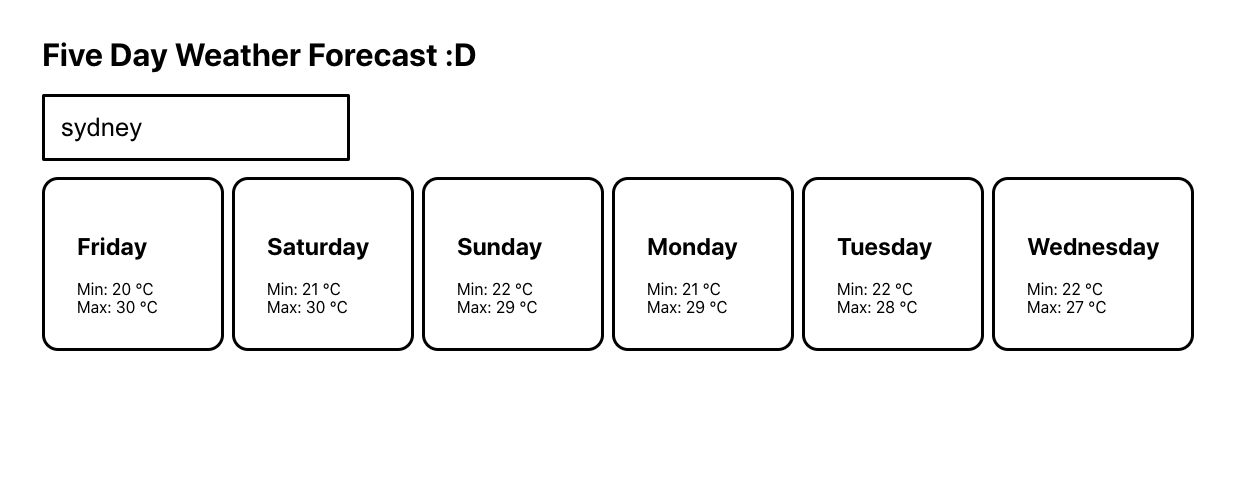 Five Day Weather Forecast :D
sydney
Friday
Min: 20 °C
Max: 30 °C
Saturday
Min: 21 °C
Max: 30 °C
Sunday
Min: 22 °C
Max: 29 °C
Monday
Min: 21 °C
Max: 29 °C
Tuesday
Min: 22 °C
Max: 28 °C
Wednesday
Min: 22 °C
Max: 27 °C